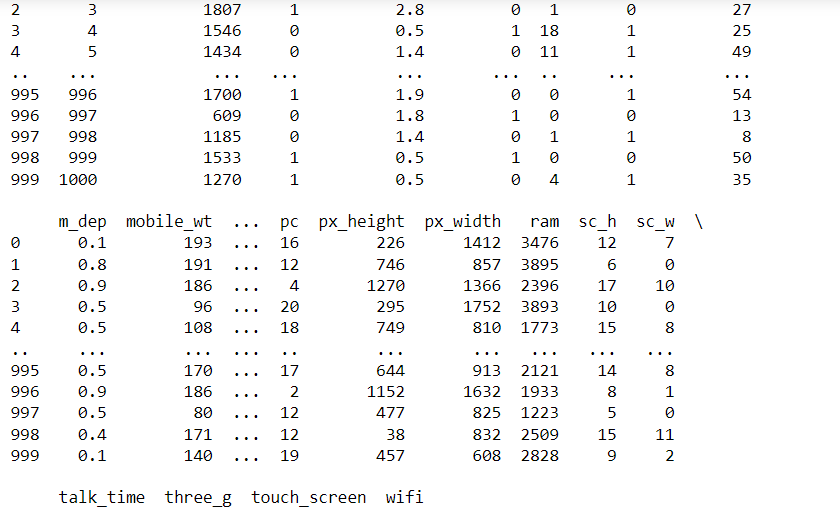 2 3 1807 1 2.8 0 1 0 27
3 4 1546 0 0.5 1 18 1 25
4 5 1434 0 1.4 0 11 1 49
.. ... ... ... ... ... .. ... ...
995 996 1700 1 1.9 0 0 1 54
996 997 609 0 1.8 1 0 0 13
997 998 1185 0 1.4 0 1 1 8
998 999 1533 1 0.5 1 0 0 50
999 1000 1270 1 0.5 0 4 1 35
m_dep mobile_wt ... pc px_height px_width ram sc_h sc_w \
0 0.1 193 ... 16 226 1412 3476 12 7
1 0.8 191 ... 12 746 857 3895 6 0
2 0.9 186 ... 4 1270 1366 2396 17 10
3 0.5 96 ... 20 295 1752 3893 10 0
4 0.5 108 ... 18 749 810 1773 15 8
.. ... ... ... .. ... ... ... ... ...
995 0.5 170 ... 17 644 913 2121 14 8
996 0.9 186 ... 2 1152 1632 1933 8 1
997 0.5 80 ... 12 477 825 1223 5 0
998 0.4 171 ... 12 38 832 2509 15 11
999 0.1 140 ... 19 457 608 2828 9 2
talk_time three_g touch_screen wifi